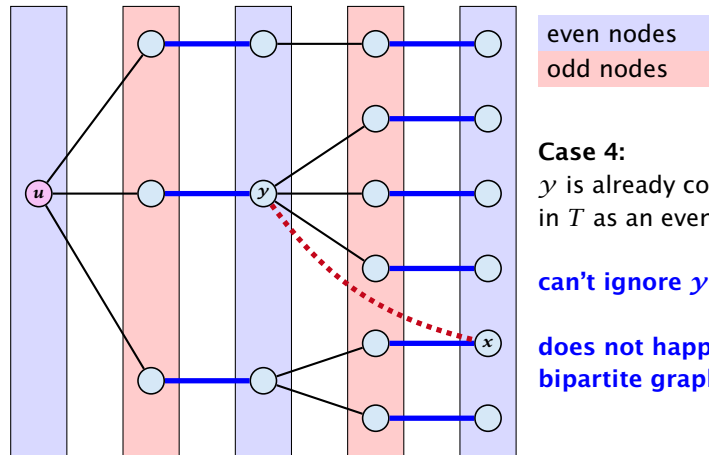 even nodes
odd nodes
Case 4:
y is already co
in T as an even
can't ignore y
does not happ
bipartite graph
u
y
x